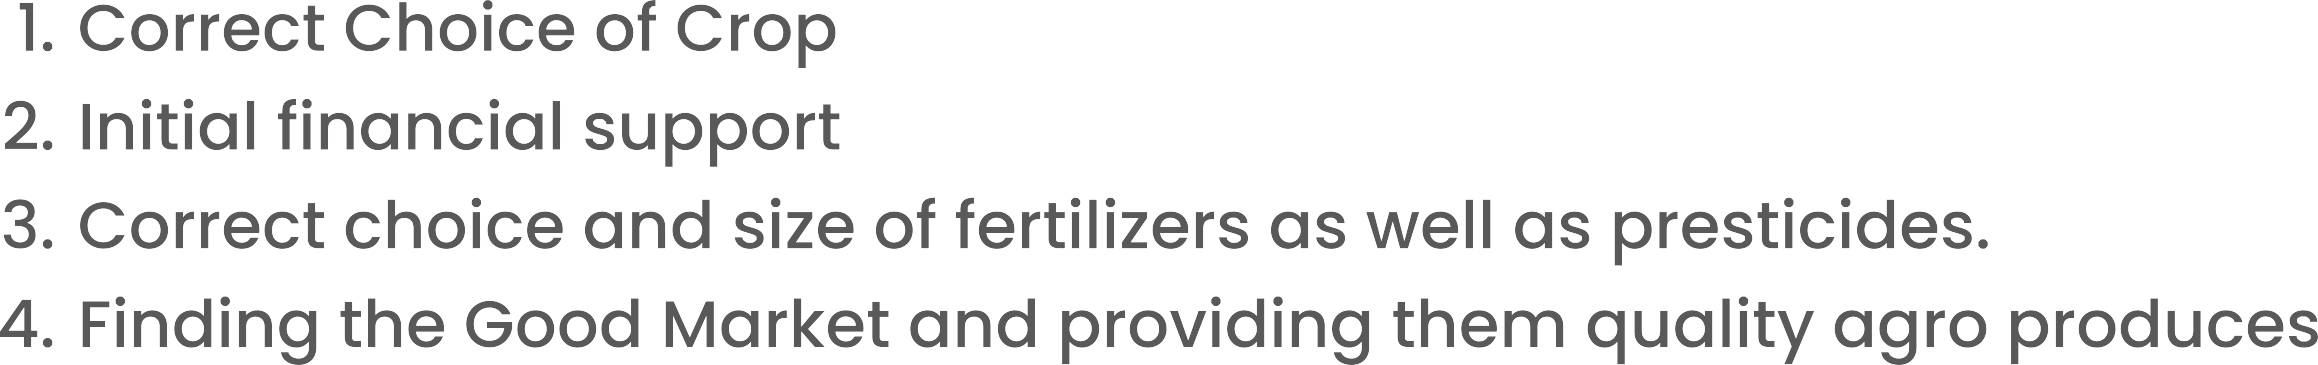 1. Correct Choice of Crop
2. Initial financial support
3. Correct choice and size of fertilizers as well as presticides.
4. Finding the Good Market and providing them quality agro produces